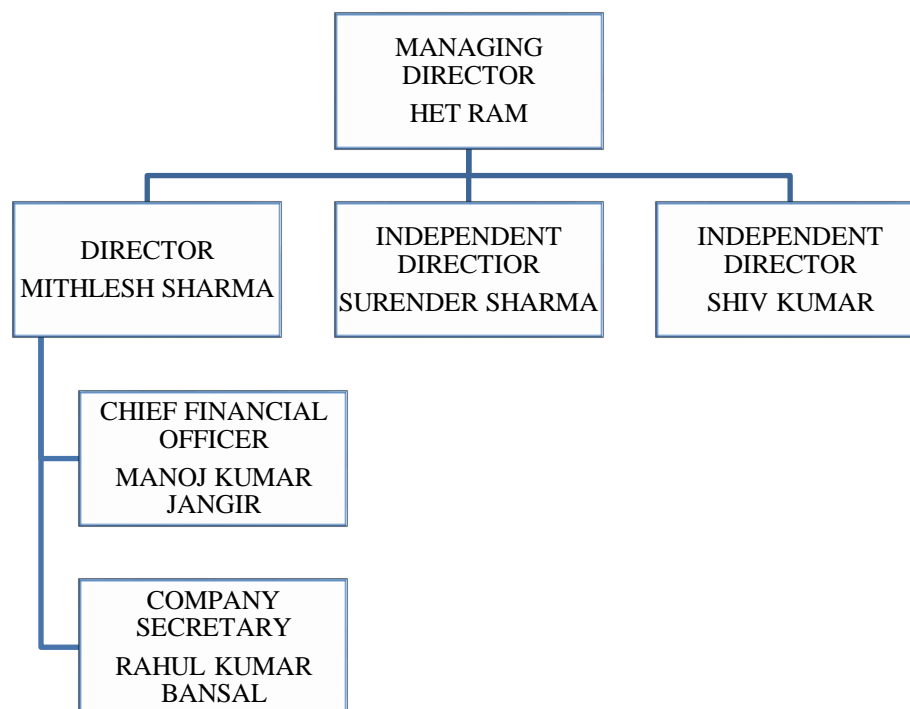 MANAGING
DIRECTOR
HET RAM
DIRECTOR
MITHLESH SHARMA
INDEPENDENT
DIRECTIOR
SURENDER SHARMA
INDEPENDENT
DIRECTOR
SHIV KUMAR
CHIEF FINANCIAL
OFFICER
MANOJ KUMAR
JANGIR
COMPANY
SECRETARY
RAHUL KUMAR
BANSAL